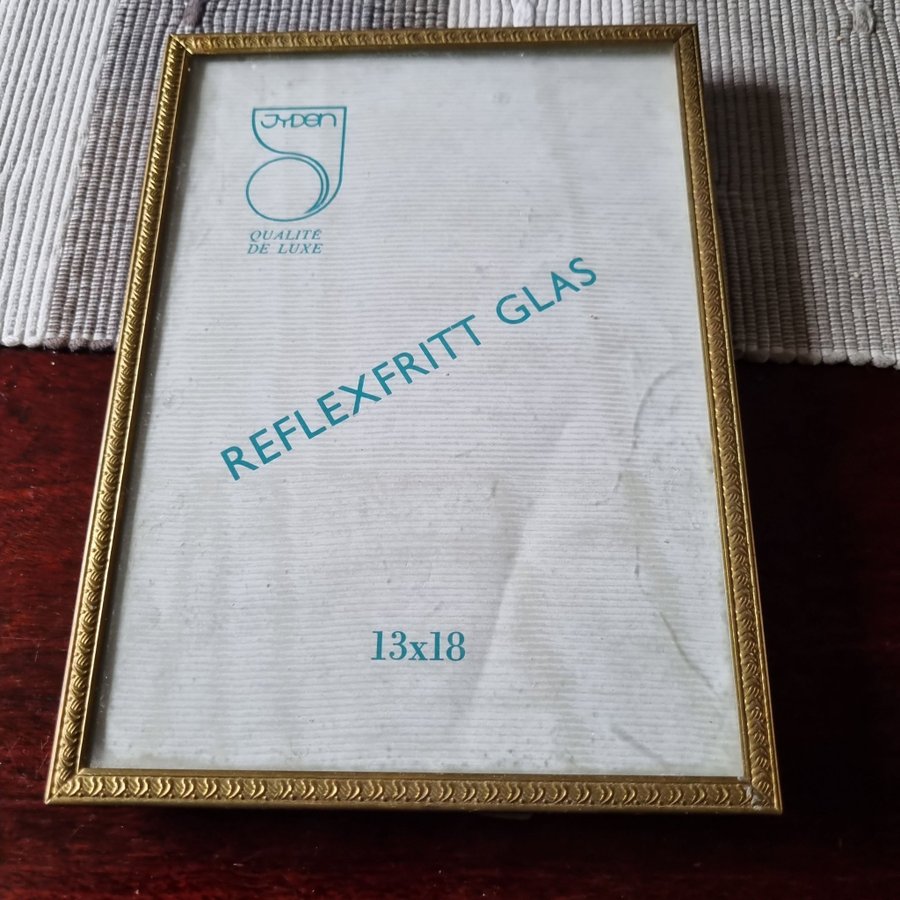 JYDEN
QUALITÉ
DE LUXE
REFLEXFRITT GLAS
13x18